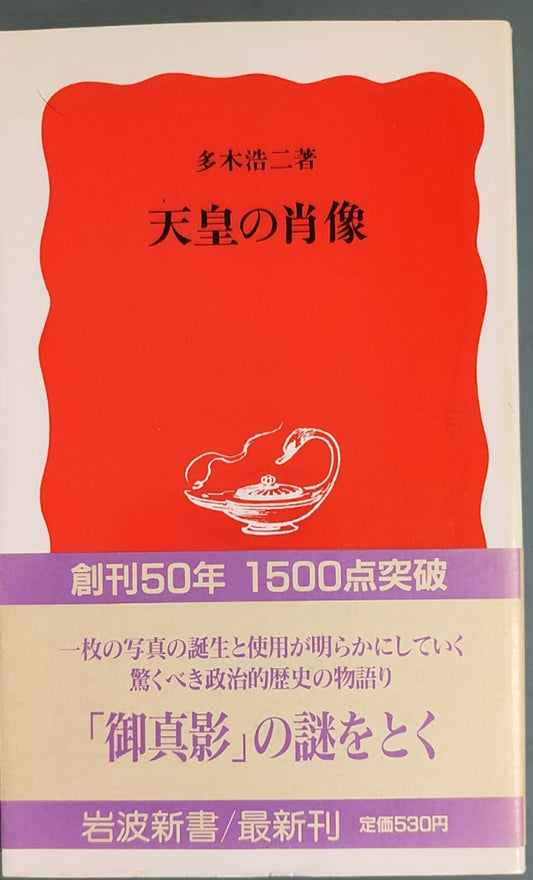 多木浩二著
天皇の肖像
創刊50年 1500点突破
一枚の写真の誕生と使用が明らかにしていく
驚くべき政治的歴史の物語り
「御真影」の謎をとく
岩波新書/最新刊 定価530円